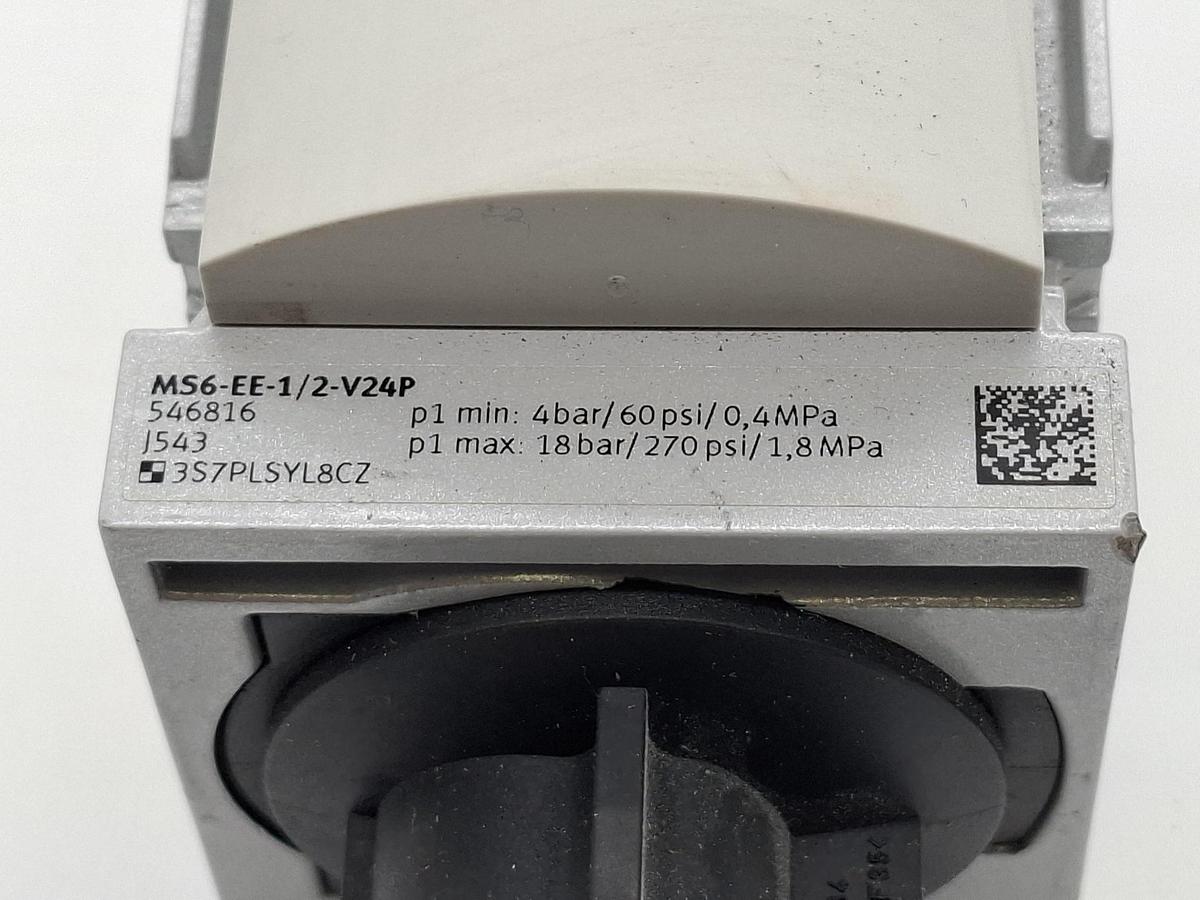 MS6-EE-1/2-V24P
546816
J543
3S7PLSYL8CZ
p1 min: 4bar/60psi/0,4MPa
p1 max: 18bar/270psi/1,8MPa